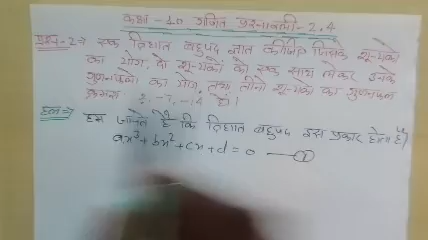 कक्षा - 10 गणित प्रश्नावली - 2.4
प्रश्न-2⇒ एक त्रिघात बहुपद ज्ञात कीजिए जिसके शून्यकों
का योग, दो शून्यकों को एक साथ लेकर उनके
गुणनफलों का योग, तथा तीनों शून्यकों का गुणनफल
क्रमशः 2, -7, -14 हों।
हल⇒ हम जानते हैं कि त्रिघात बहुपद इस प्रकार होता है,
ax³ + bx² + cx + d = 0